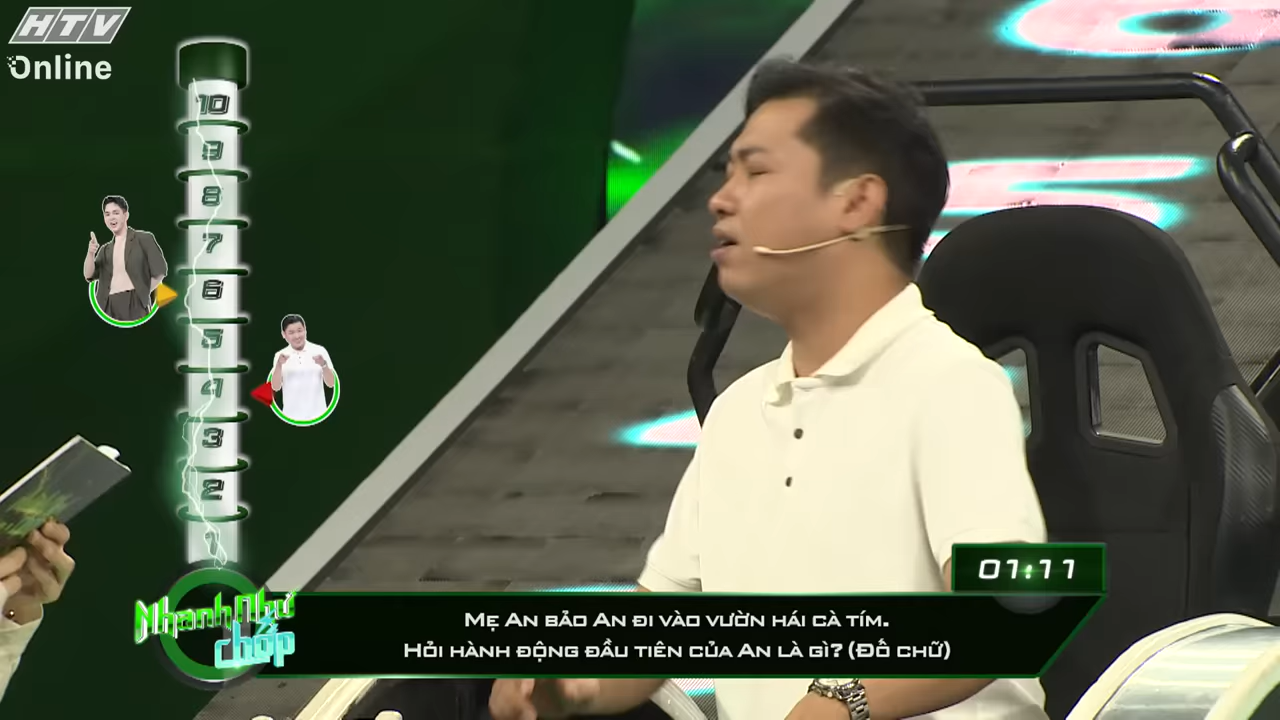 HTV
Online
10
9
8
7
6
5
4
3
2
1
Nhanh Như
chớp
01:11
Mẹ An bảo An đi vào vườn hái cà tím.
Hỏi hành động đầu tiên của An là gì? (Đố chữ)